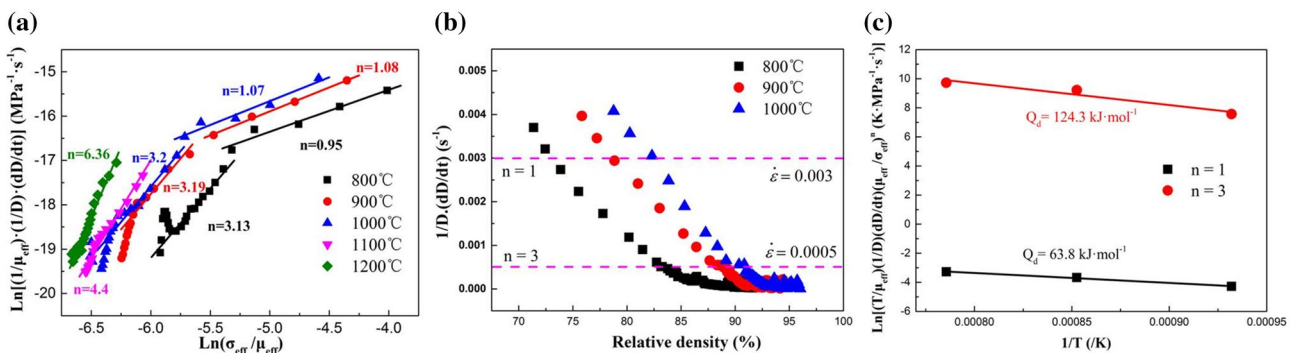 (a)
n=1.08
n=1.07
n=0.95
n=6.36
n=3.2
n=3.19
n=3.13
n=4.4
800℃
900℃
1000℃
1100℃
1200℃
-15
-16
-17
-18
-19
-20
-6.5 -6.0 -5.5 -5.0 -4.5 -4.0
Ln(σeff /μeff)
Ln[(1/μeff)·(1/D)·(dD/dt)] (MPa⁻¹·s⁻¹)
(b)
800℃
900℃
1000℃
n = 1
ε̇ = 0.003
n = 3
ε̇ = 0.0005
0.005
0.004
0.003
0.002
0.001
0.000
70 75 80 85 90 95 100
Relative density (%)
1/D.(dD/dt) (s⁻¹)
(c)
Qd= 124.3 kJ·mol⁻¹
n = 1
n = 3
Qd= 63.8 kJ·mol⁻¹
12
10
8
6
4
2
0
-2
-4
-6
0.00080 0.00085 0.00090 0.00095
1/T (/K)
Ln[(T/μeff)(1/D)(dD/dt)(μeff/σeff)ⁿ (K·MPa⁻¹·s⁻¹)]